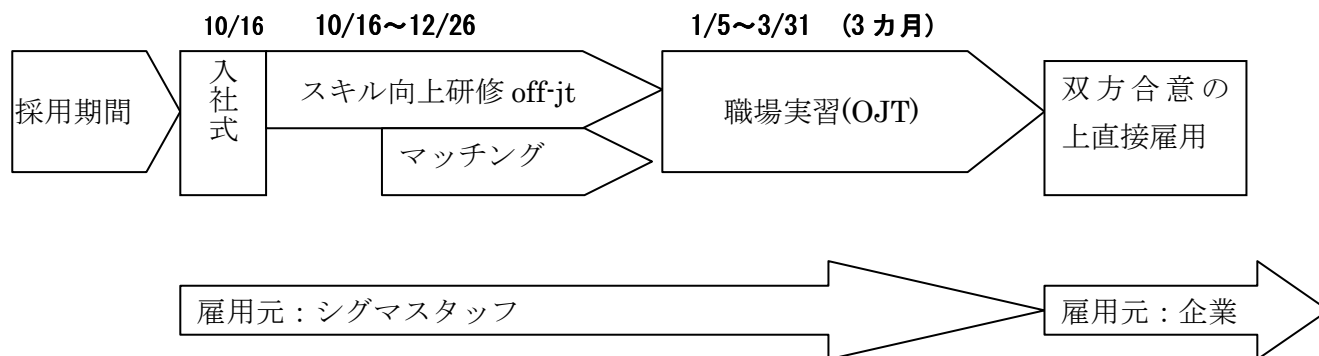 10/16
10/16～12/26
1/5～3/31 (3 カ月)
採用期間
入社式
スキル向上研修 off-jt
マッチング
職場実習(OJT)
双方合意の
上直接雇用
雇用元：シグマスタッフ
雇用元：企業